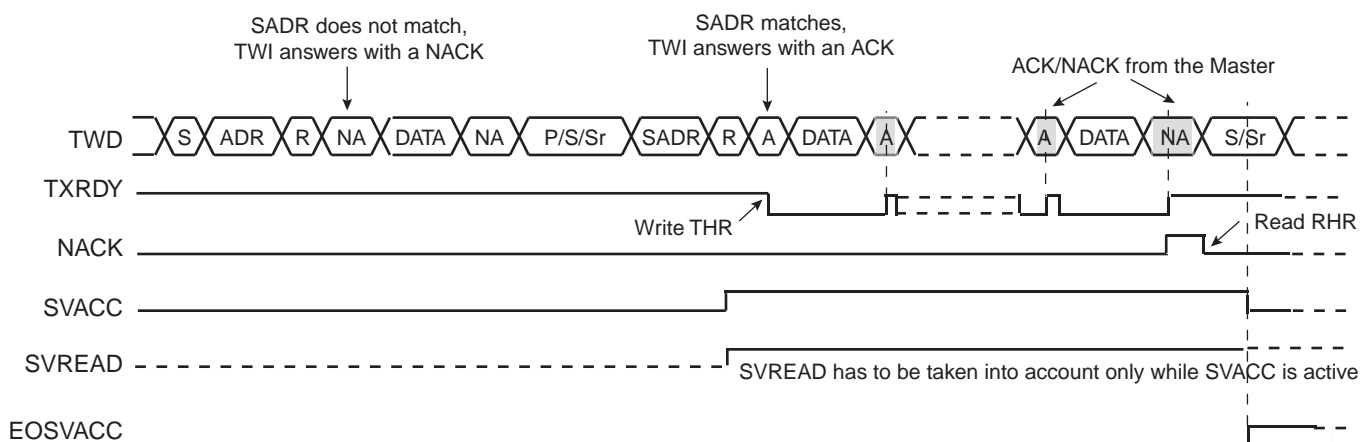 SADR does not match,
TWI answers with a NACK
SADR matches,
TWI answers with an ACK
ACK/NACK from the Master
TWD S ADR R NA DATA NA P/S/Sr SADR R A DATA A A DATA NA S/Sr
TXRDY
Write THR
Read RHR
NACK
SVACC
SVREAD
SVREAD has to be taken into account only while SVACC is active
EOSVACC